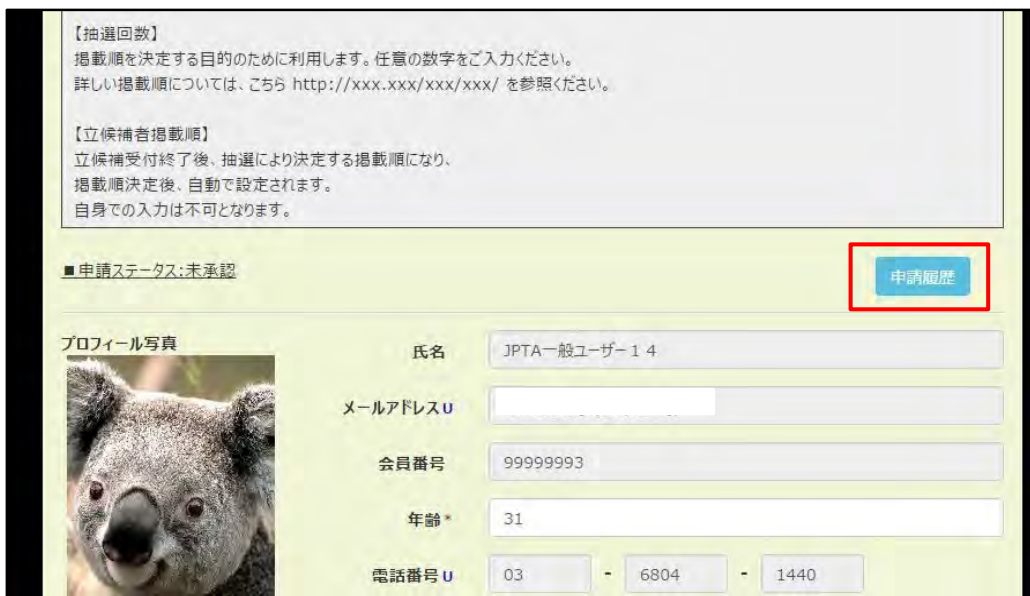 【抽選回数】
掲載順を決定する目的のために利用します。任意の数字をご入力ください。
詳しい掲載順については、こちら http://xxx.xxx/xxx/xxx/ を参照ください。
【立候補者掲載順】
立候補受付終了後、抽選により決定する掲載順になり、
掲載順決定後、自動で設定されます。
自身での入力は不可となります。
■申請ステータス:未承認
申請履歴
プロフィール写真
氏名 JPTA一般ユーザー１４
メールアドレスU
会員番号 99999993
年齢* 31
電話番号U 03 - 6804 - 1440